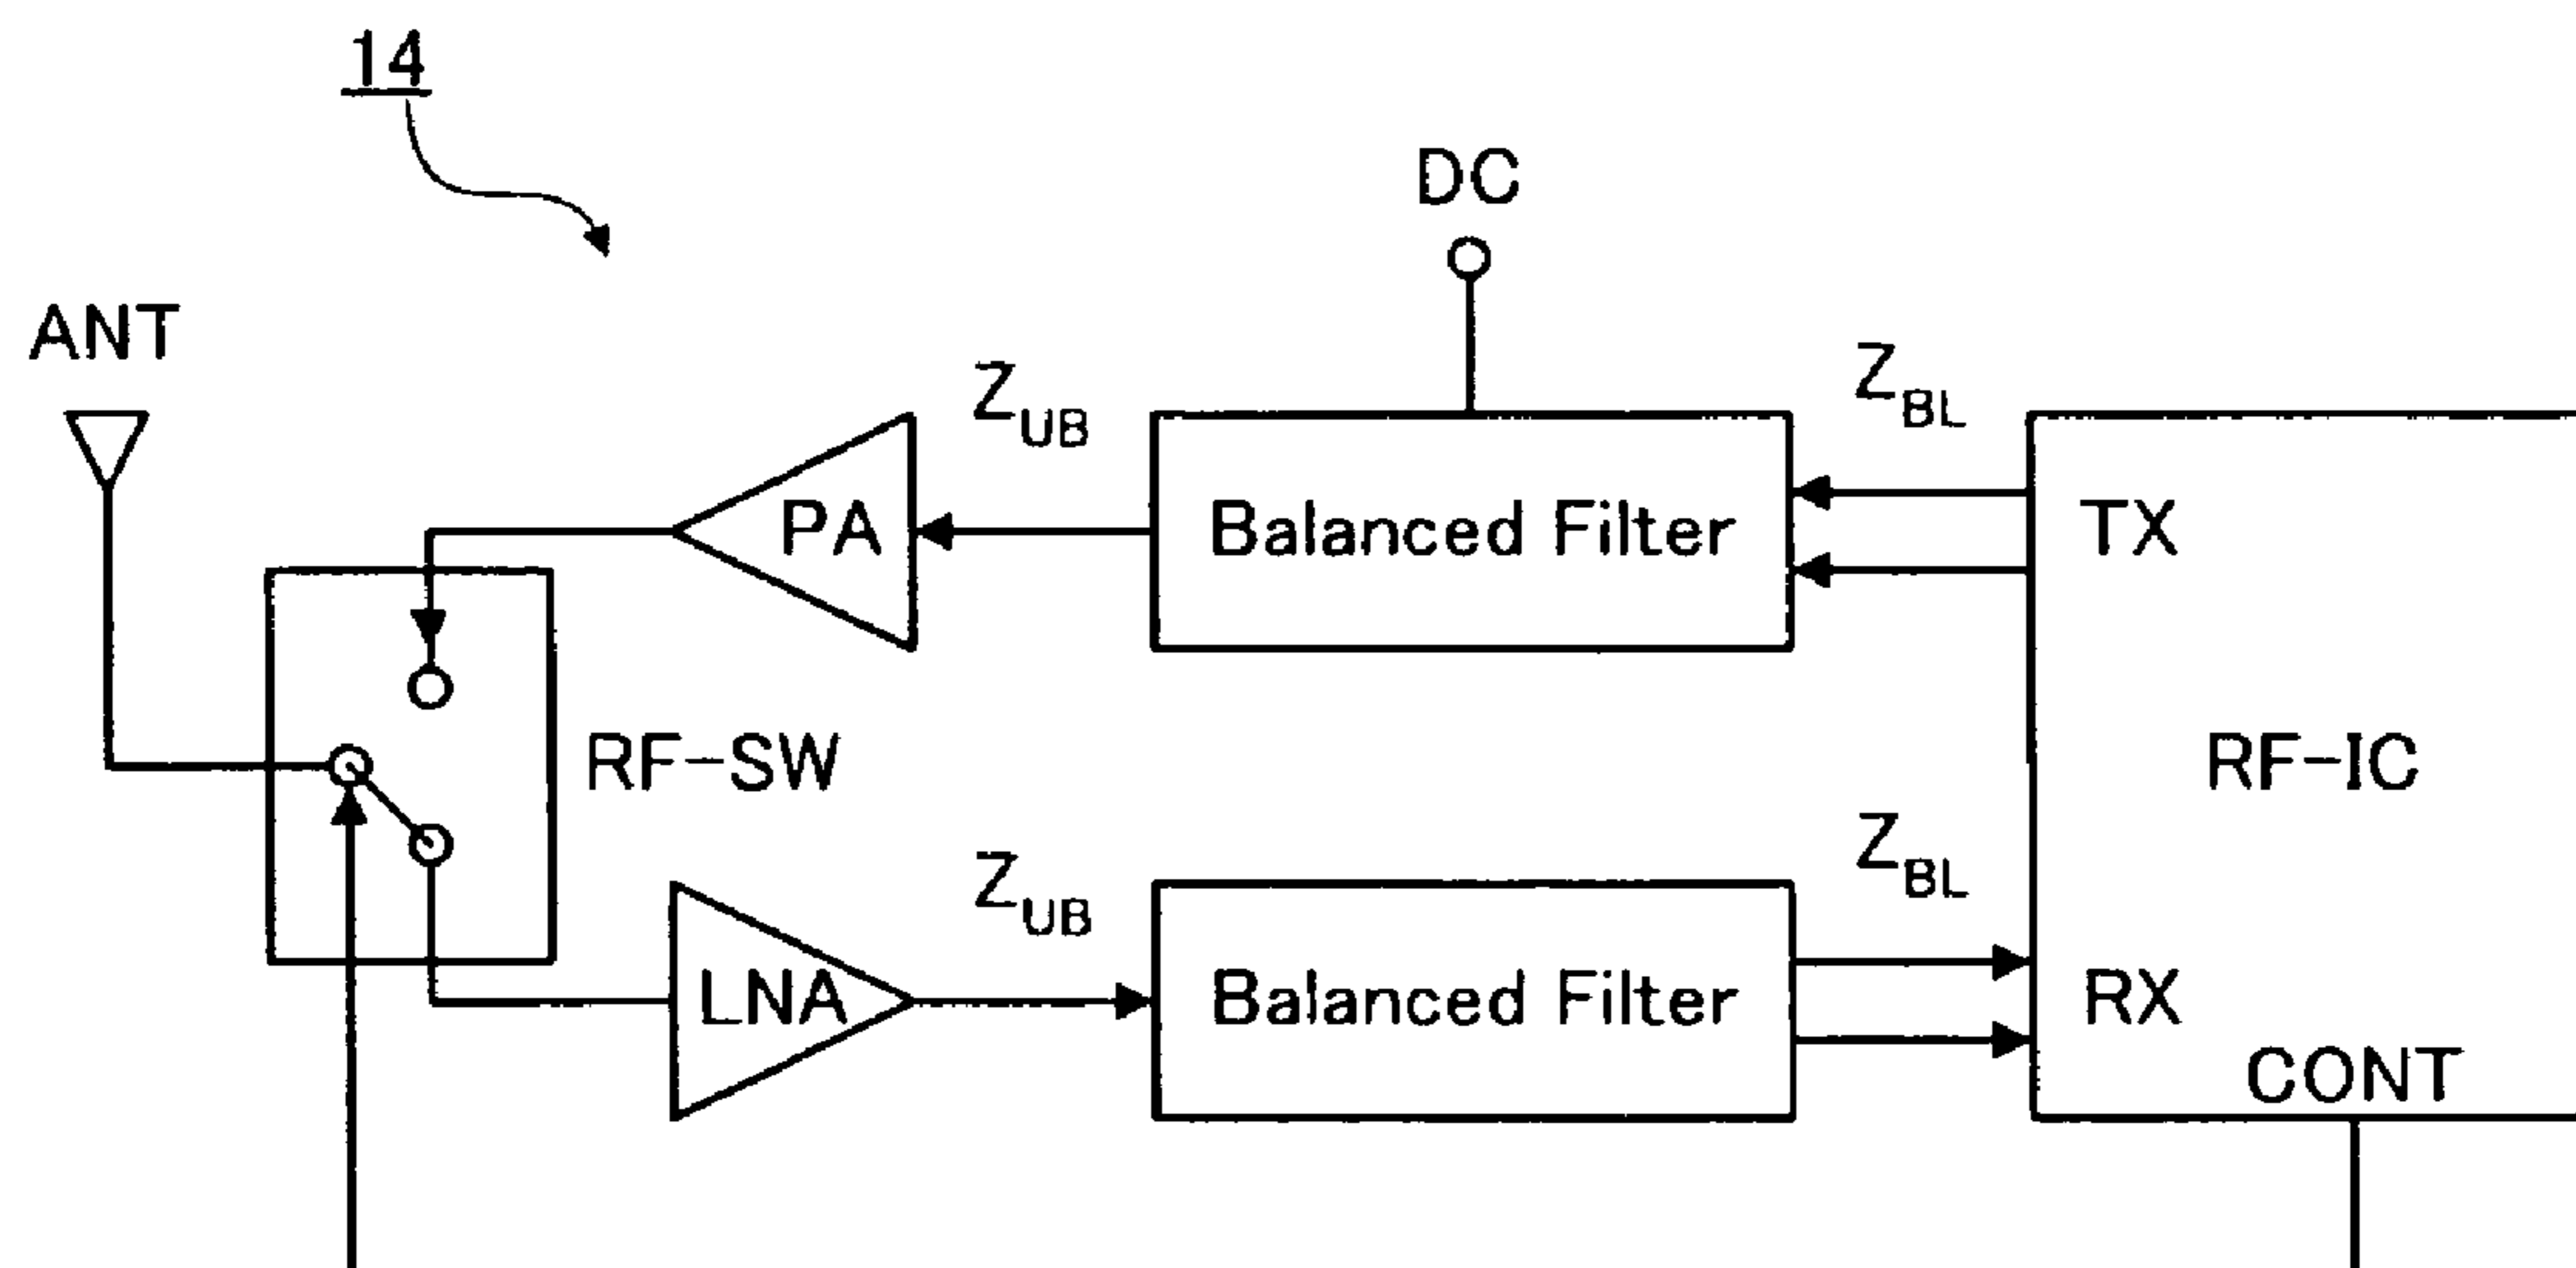 14
DC
ANT
Z_UB
Z_BL
PA
Balanced Filter
TX
RF-SW
RF-IC
Z_UB
Z_BL
LNA
Balanced Filter
RX
CONT